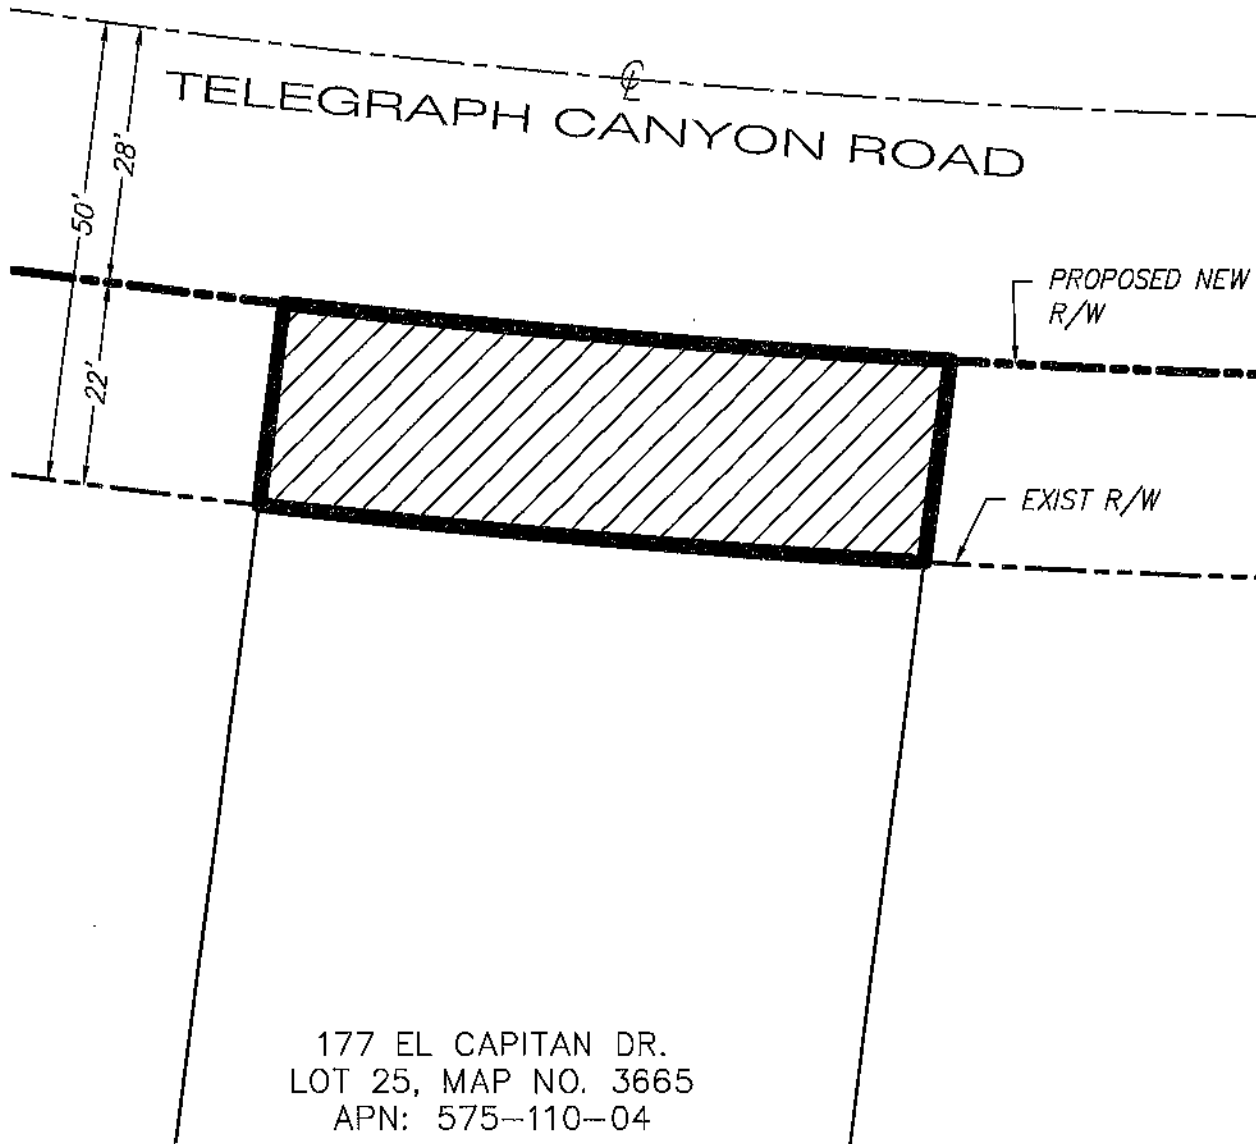 ℄
TELEGRAPH CANYON ROAD
28'
50'
22'
PROPOSED NEW
R/W
EXIST R/W
177 EL CAPITAN DR.
LOT 25, MAP NO. 3665
APN: 575-110-04